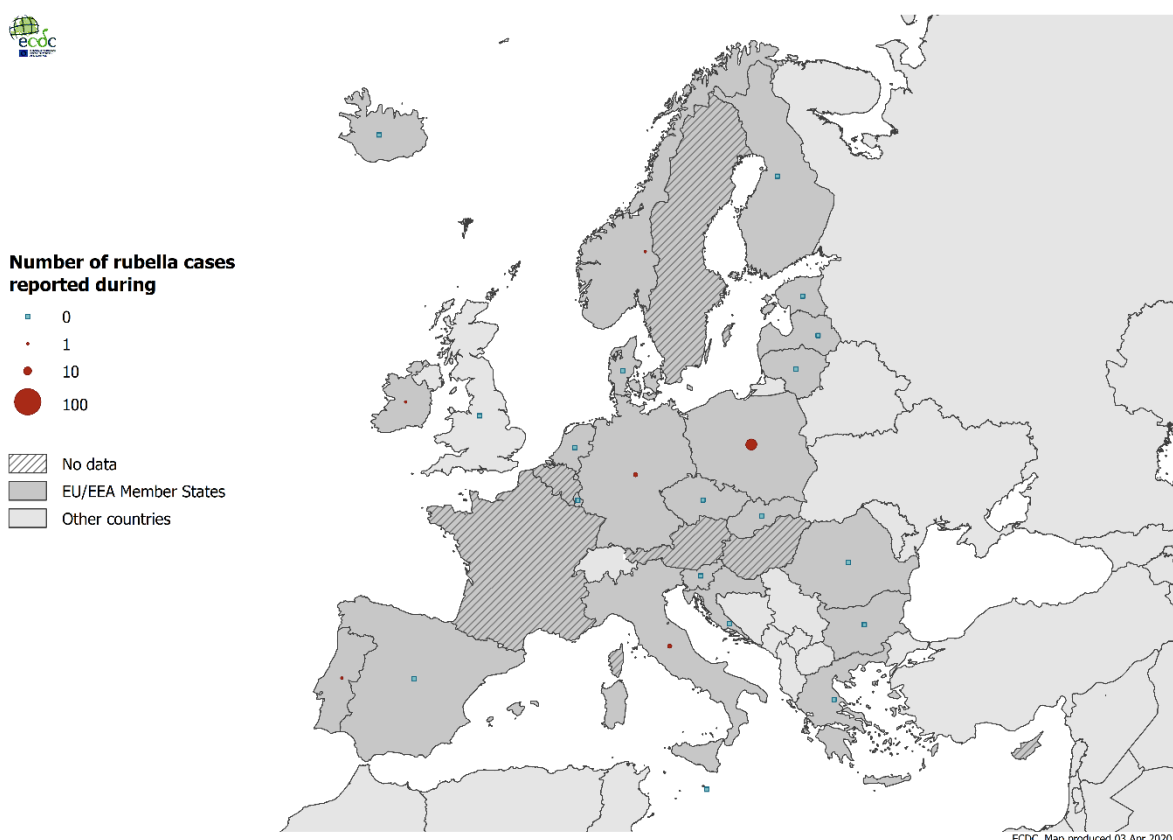 ecdc
Number of rubella cases
reported during
0
1
10
100
No data
EU/EEA Member States
Other countries
ECDC. Map produced 03 Apr 2020